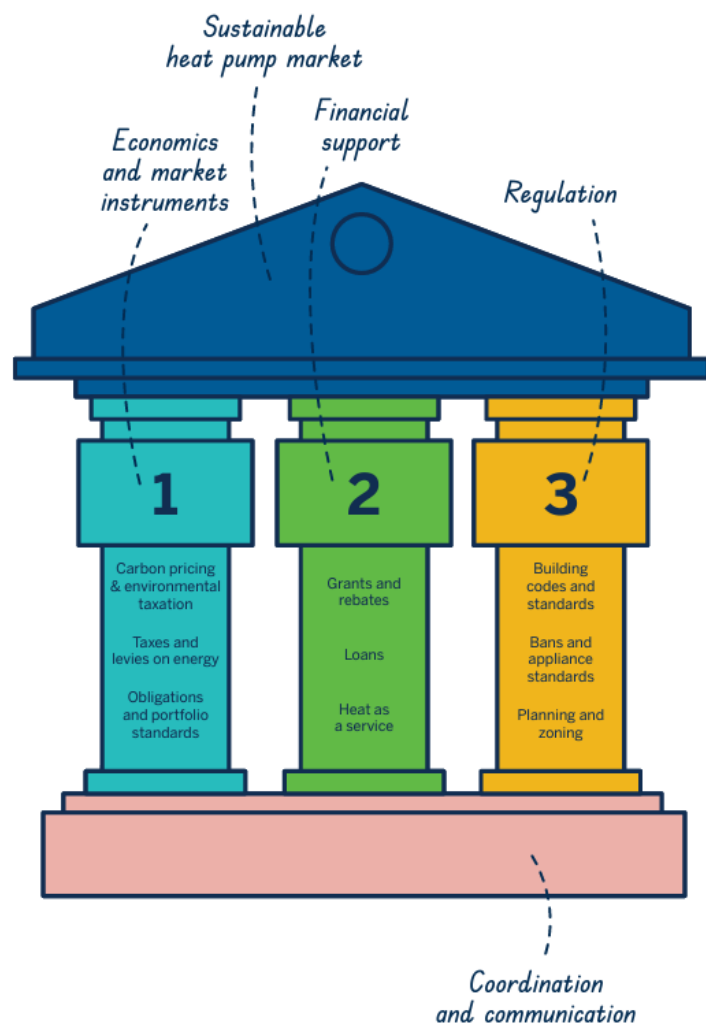 Sustainable
heat pump market
Financial
support
Economics
and market
instruments
Regulation
1
2
3
Carbon pricing
& environmental
taxation
Taxes and
levies on energy
Obligations
and portfolio
standards
Grants and
rebates
Loans
Heat as
a service
Building
codes and
standards
Bans and
appliance
standards
Planning and
zoning
Coordination
and communication